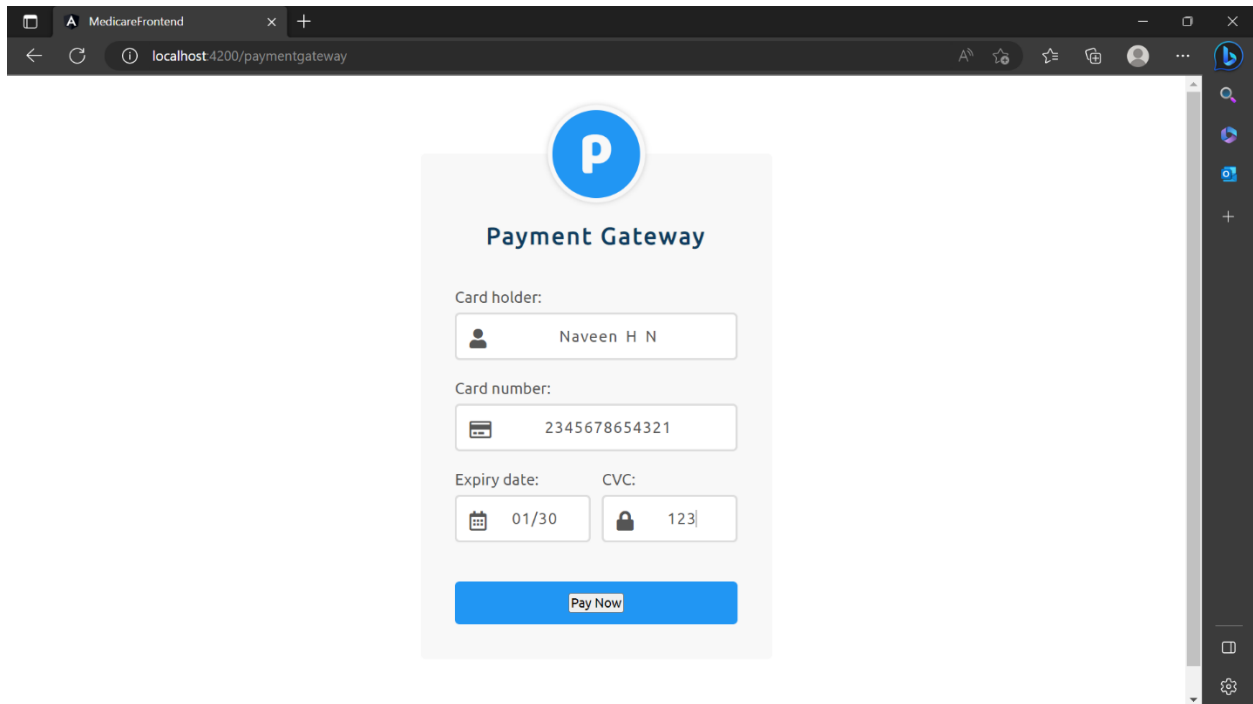 MedicareFrontend
localhost:4200/paymentgateway
P
Payment Gateway
Card holder:
Naveen H N
Card number:
2345678654321
Expiry date: CVC:
01/30 123
Pay Now